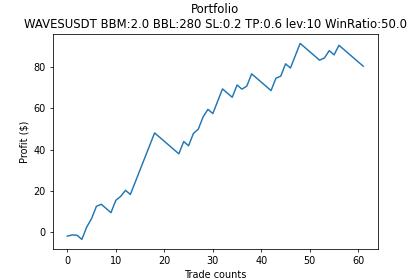 Portfolio
WAVESUSDT BBM:2.0 BBL:280 SL:0.2 TP:0.6 lev:10 WinRatio:50.0
80
60
40
20
0
Profit ($)
0 10 20 30 40 50 60
Trade counts